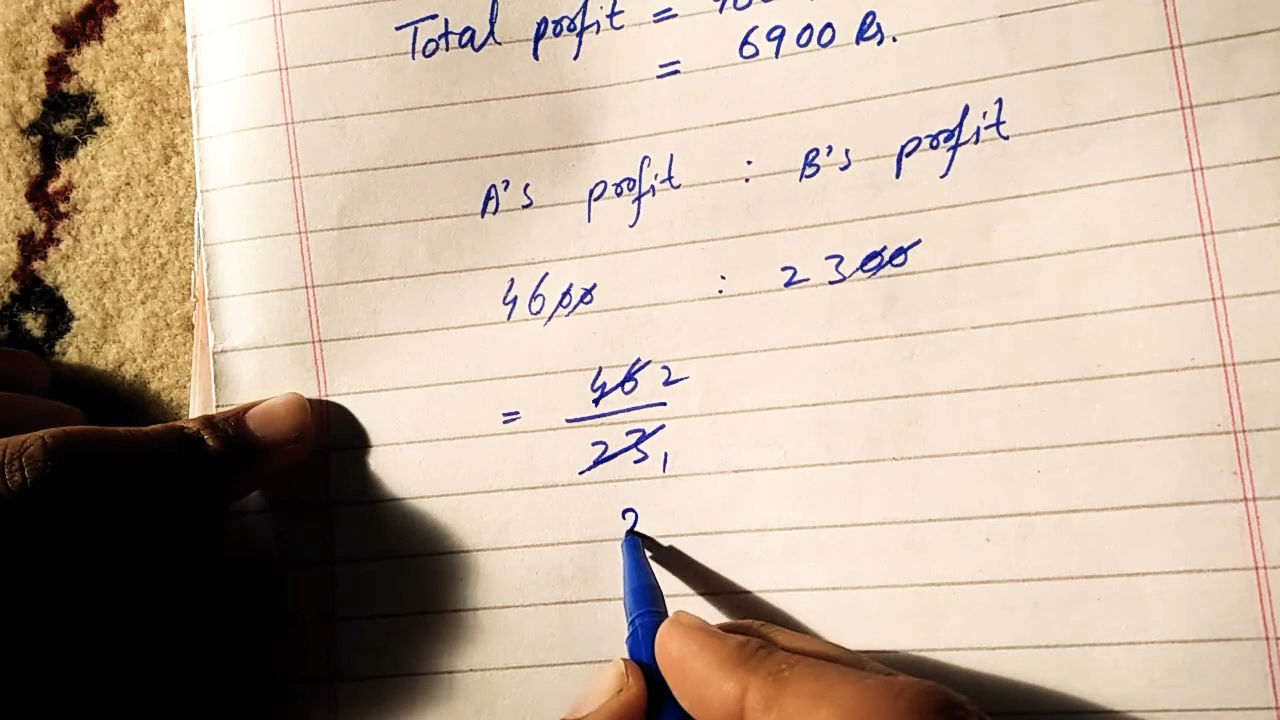 Total profit =
= 6900 Rs.
A's profit : B's profit
4600 : 2300
= 46 2
23 1
2